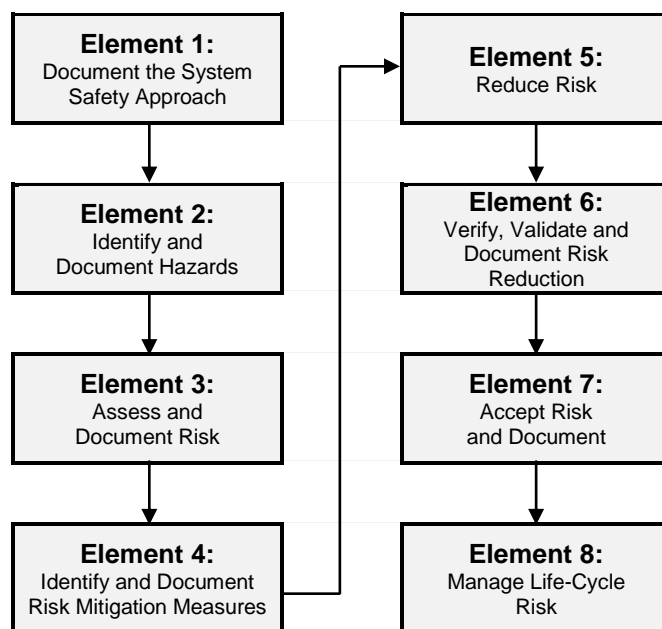 Element 1:
Document the System
Safety Approach
Element 2:
Identify and
Document Hazards
Element 3:
Assess and
Document Risk
Element 4:
Identify and Document
Risk Mitigation Measures
Element 5:
Reduce Risk
Element 6:
Verify, Validate and
Document Risk
Reduction
Element 7:
Accept Risk
and Document
Element 8:
Manage Life-Cycle
Risk